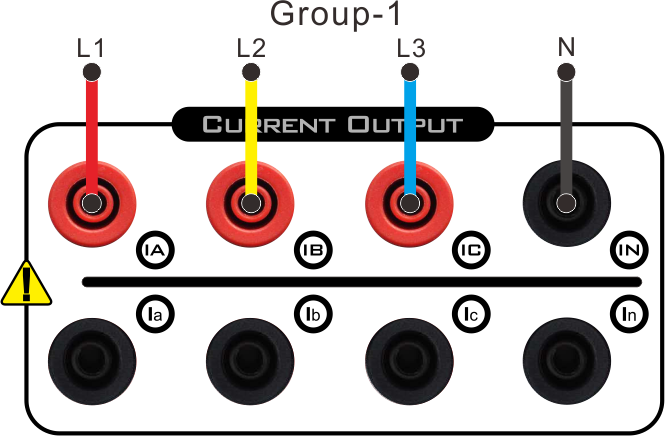 Group-1
L1 L2 L3 N
CURRENT OUTPUT
IA IB IC IN
!
Ia Ib Ic In